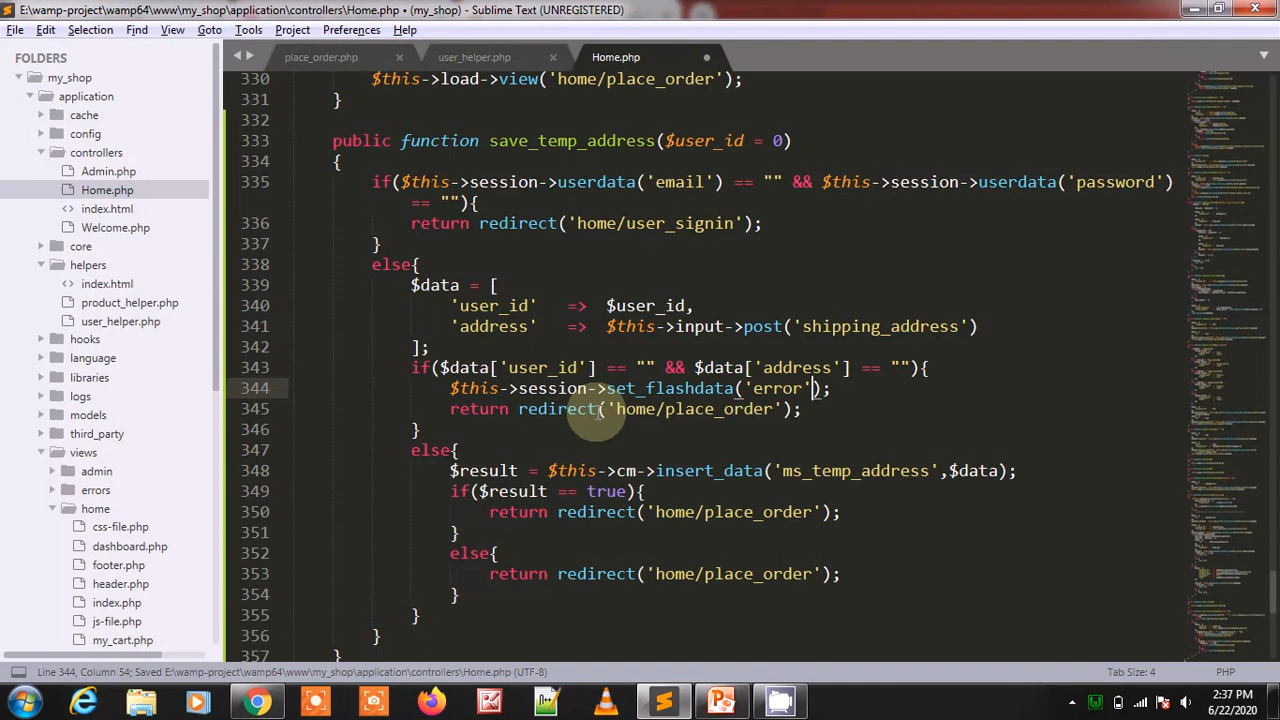 E:\wamp-project\wamp64\www\my_shop\application\controllers\Home.php • (my_shop) - Sublime Text (UNREGISTERED)
File Edit Selection Find View Goto Tools Project Preferences Help
FOLDERS
my_shop
application
cache
config
controllers
Admin.php
Home.php
index.html
Welcome.php
core
helpers
index.html
product_helper.php
user_helper.php
hooks
language
libraries
logs
models
third_party
views
admin
errors
home
css-file.php
dashboard.php
footer.php
header.php
index.php
js-file.php
my_cart.php
place_order.php user_helper.php Home.php
330 $this->load->view('home/place_order');
331 }
332
333 public function save_temp_address($user_id = 0)
334 {
335 if($this->session->userdata('email') == "" && $this->session->userdata('password')
== ""){
336 return redirect('home/user_signin');
337 }
338 else{
339 $data = [
340 'user_id' => $user_id,
341 'address' => $this->input->post('shipping_address')
342 ];
343 if($data['user_id'] == "" && $data['address'] == ""){
344 $this->session->set_flashdata('error');
345 return redirect('home/place_order');
346 }
347 else{
348 $result = $this->cm->insert_data('ms_temp_address',$data);
349 if($result == true){
350 return redirect('home/place_order');
351 }
352 else{
353 return redirect('home/place_order');
354 }
355 }
356 }
357 }
Line 344, Column 54; Saved E:\wamp-project\wamp64\www\my_shop\application\controllers\Home.php (PHF-8)
Tab Size: 4 PHP
2:37 PM
6/22/2020